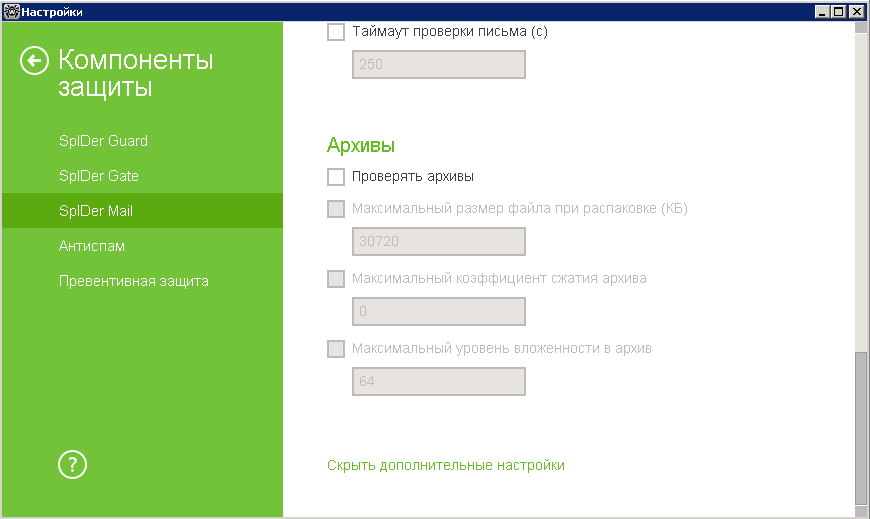 Настройки
Компоненты
защиты
SpIDer Guard
SpIDer Gate
SpIDer Mail
Антиспам
Превентивная защита
?
Таймаут проверки письма (с)
250
Архивы
Проверять архивы
Максимальный размер файла при распаковке (КБ)
30720
Максимальный коэффициент сжатия архива
0
Максимальный уровень вложенности в архив
64
Скрыть дополнительные настройки